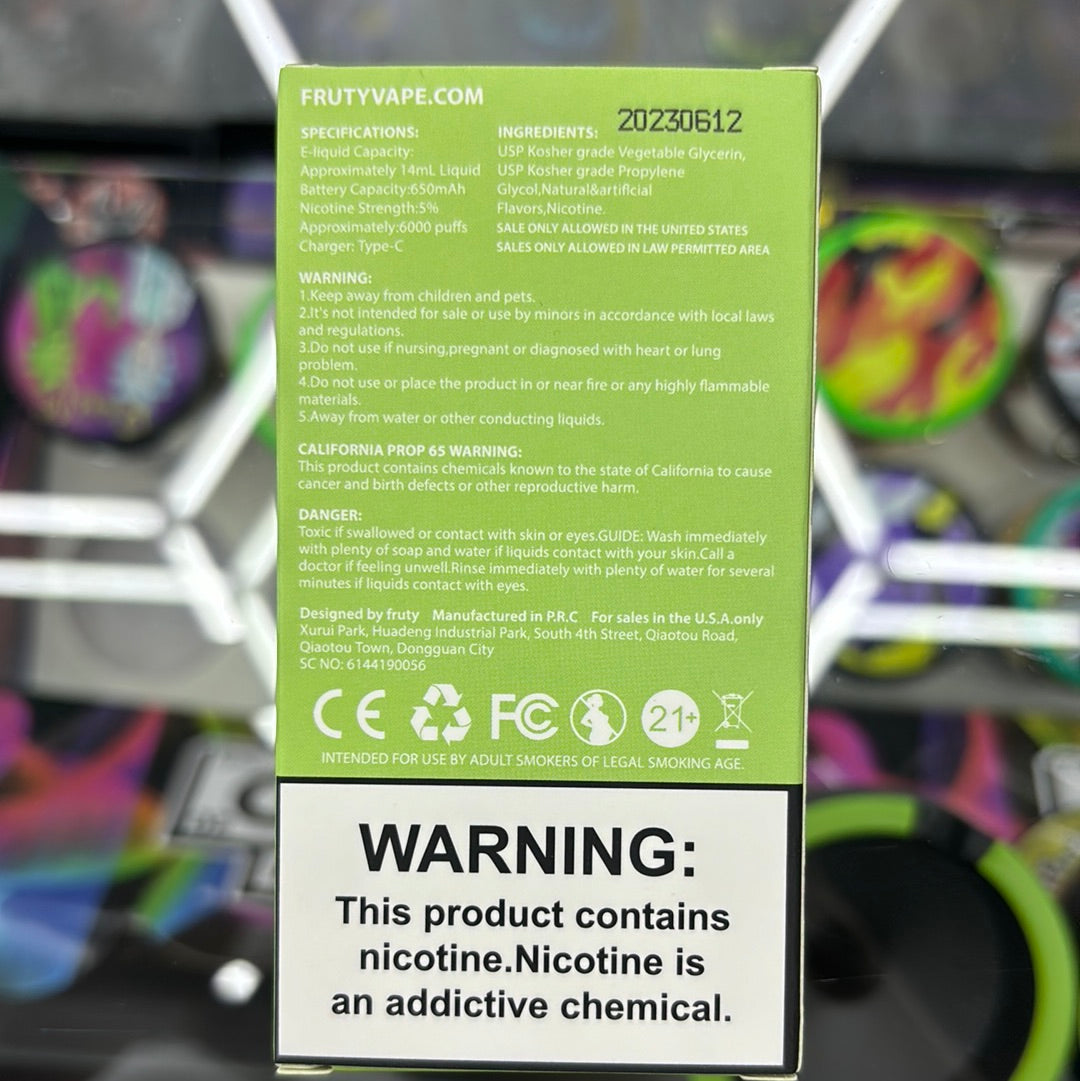 FRUTYVAPE.COM
20230612
SPECIFICATIONS:
E-liquid Capacity:
Approximately 14mL Liquid
Battery Capacity:650mAh
Nicotine Strength:5%
Approximately:6000 puffs
Charger: Type-C
INGREDIENTS:
USP Kosher grade Vegetable Glycerin,
USP Kosher grade Propylene
Glycol,Natural&artificial
Flavors,Nicotine.
SALE ONLY ALLOWED IN THE UNITED STATES
SALES ONLY ALLOWED IN LAW PERMITTED AREA
WARNING:
1.Keep away from children and pets.
2.It's not intended for sale or use by minors in accordance with local laws
and regulations.
3.Do not use if nursing,pregnant or diagnosed with heart or lung
problem.
4.Do not use or place the product in or near fire or any highly flammable
materials.
5.Away from water or other conducting liquids.
CALIFORNIA PROP 65 WARNING:
This product contains chemicals known to the state of California to cause
cancer and birth defects or other reproductive harm.
DANGER:
Toxic if swallowed or contact with skin or eyes.GUIDE: Wash immediately
with plenty of soap and water if liquids contact with your skin.Call a
doctor if feeling unwell.Rinse immediately with plenty of water for several
minutes if liquids contact with eyes.
Designed by fruty Manufactured in P.R.C For sales in the U.S.A.only
Xurui Park, Huadeng Industrial Park, South 4th Street, Qiaotou Road,
Qiaotou Town, Dongguan City
SC NO: 6144190056
CE FC 21+
INTENDED FOR USE BY ADULT SMOKERS OF LEGAL SMOKING AGE.
WARNING:
This product contains
nicotine.Nicotine is
an addictive chemical.